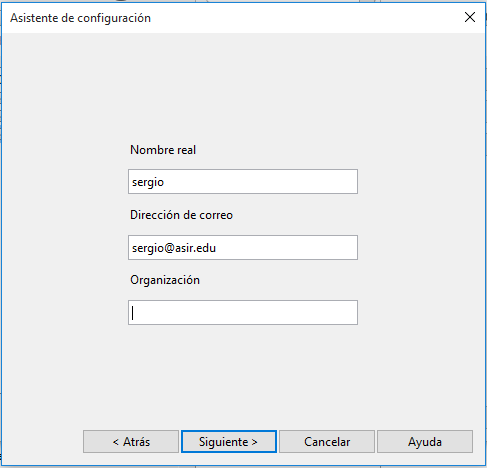 Asistente de configuración
Nombre real
sergio
Dirección de correo
sergio@asir.edu
Organización
< Atrás
Siguiente >
Cancelar
Ayuda